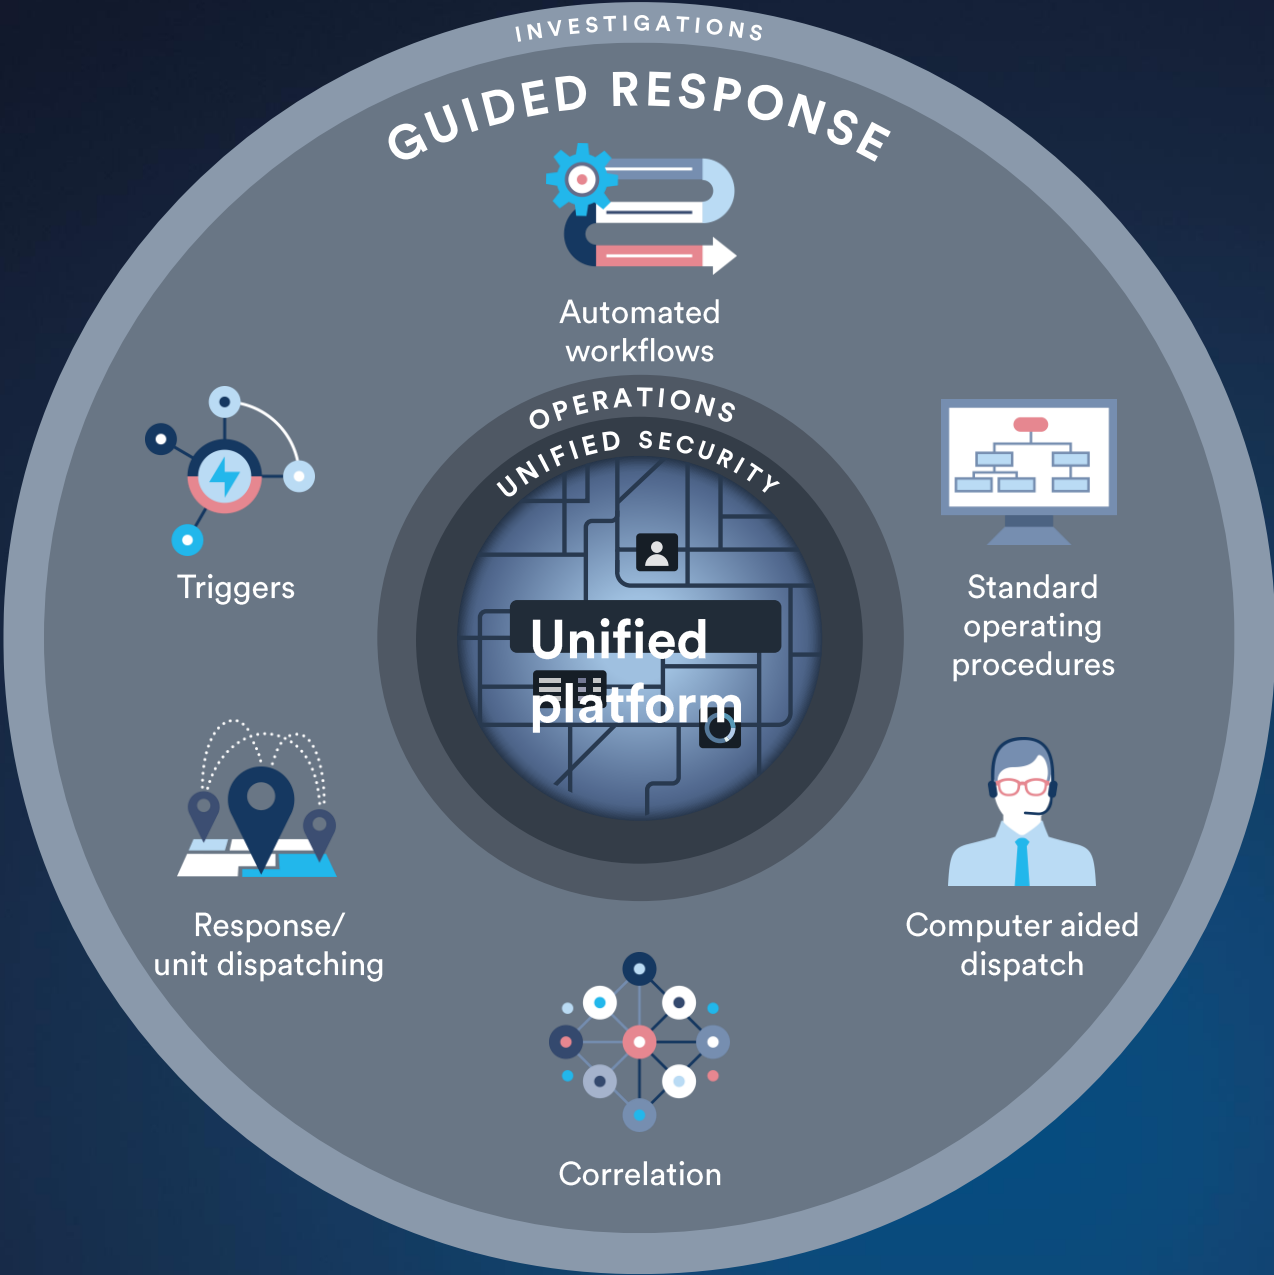 INVESTIGATIONS
GUIDED RESPONSE
Automated
workflows
OPERATIONS
UNIFIED SECURITY
Unified
platform
Triggers
Standard
operating
procedures
Response/
unit dispatching
Computer aided
dispatch
Correlation